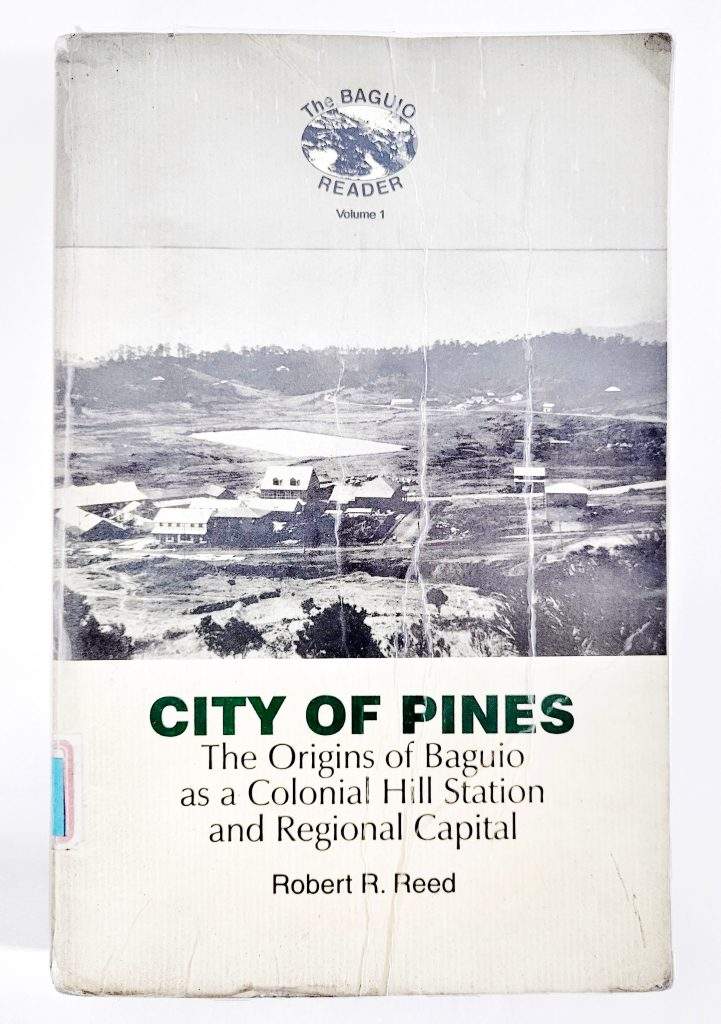 The BAGUIO
READER
Volume 1
CITY OF PINES
The Origins of Baguio
as a Colonial Hill Station
and Regional Capital
Robert R. Reed